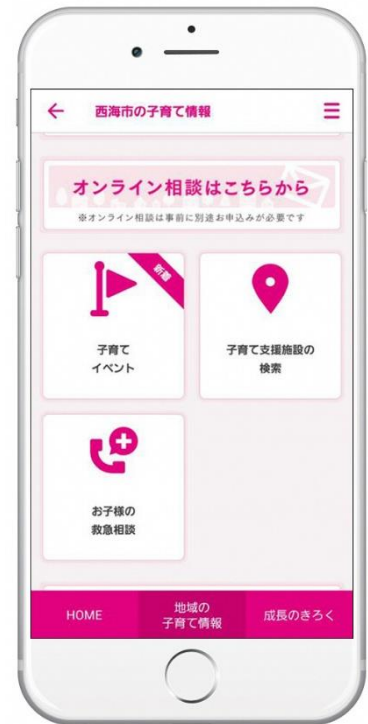 西海市の子育て情報
オンライン相談はこちらから
※オンライン相談は事前に別途お申込みが必要です
新着
子育て
イベント
子育て支援施設の
検索
お子様の
救急相談
HOME
地域の
子育て情報
成長のきろく